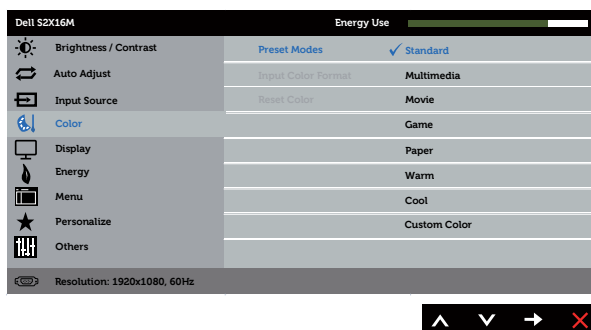 Dell S2X16M Energy Use
Brightness / Contrast Preset Modes Standard
Auto Adjust Input Color Format Multimedia
Input Source Reset Color Movie
Color Game
Display Paper
Energy Warm
Menu Cool
Personalize Custom Color
Others
Resolution: 1920x1080, 60Hz